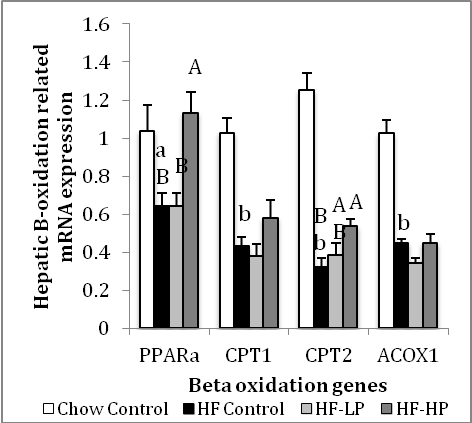 Hepatic B-oxidation related
mRNA expression
1.6
1.4
1.2
1
0.8
0.6
0.4
0.2
0
a
B
B
A
b
B
b
A
B
A
b
PPARa CPT1 CPT2 ACOX1
Beta oxidation genes
Chow Control HF Control HF-LP HF-HP